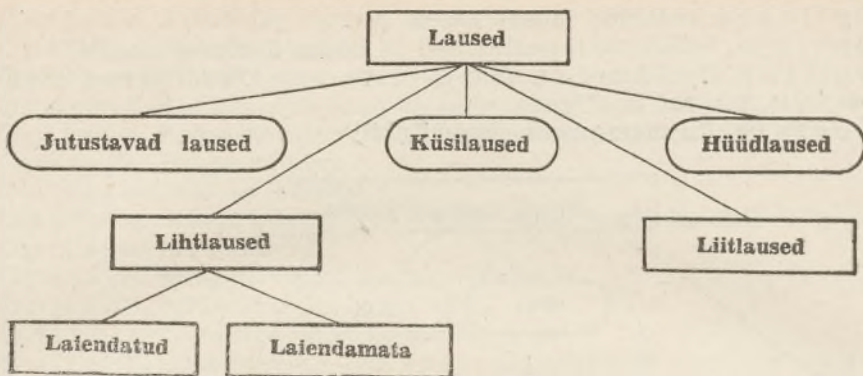 Laused
Jutustavad laused
Küsilaused
Hüüdlaused
Lihtlaused
Liitlaused
Laiendatud
Laiendamata